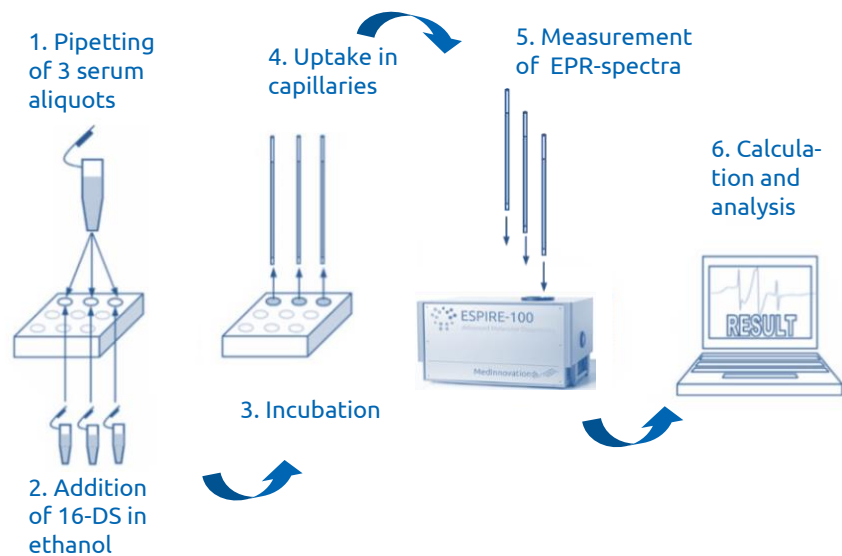 1. Pipetting
of 3 serum
aliquots
2. Addition
of 16-DS in
ethanol
3. Incubation
4. Uptake in
capillaries
5. Measurement
of EPR-spectra
ESPIRE-100
MedInnovation
6. Calcula-
tion and
analysis
RESULT